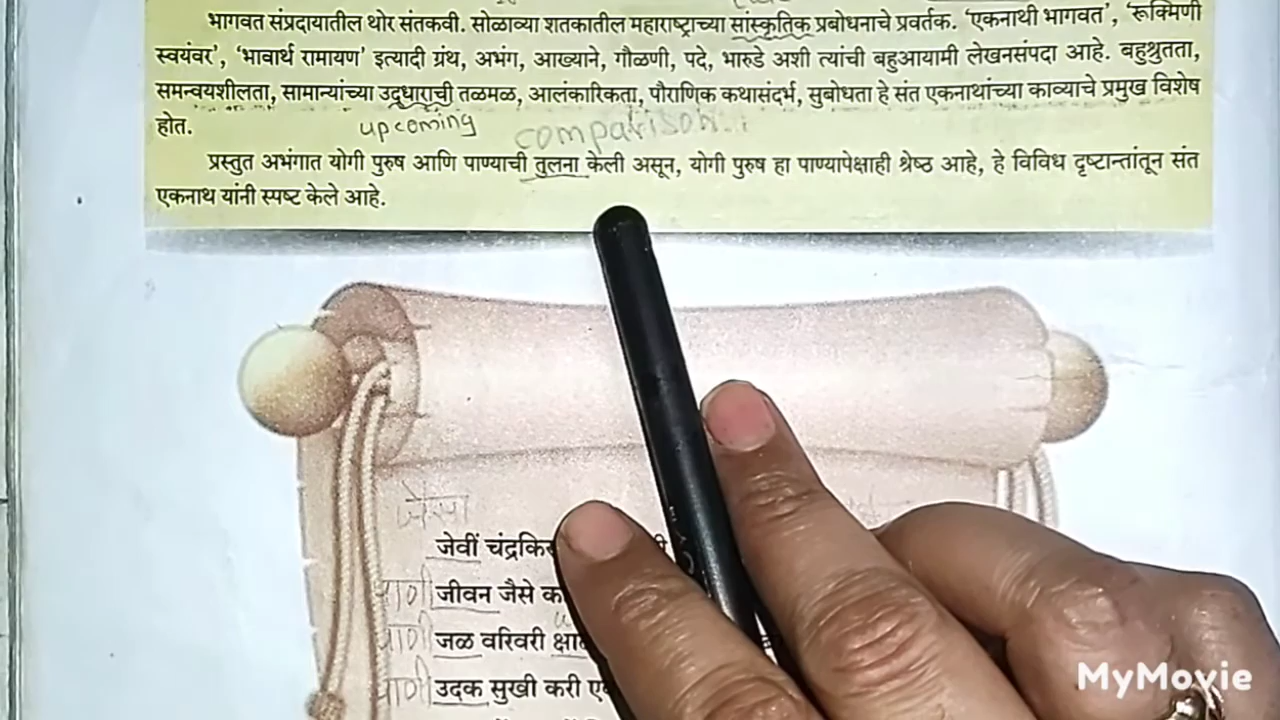 भागवत संप्रदायातील थोर संतकवी. सोळाव्या शतकातील महाराष्ट्राच्या सांस्कृतिक प्रबोधनाचे प्रवर्तक. ‘एकनाथी भागवत’, ‘रूक्मिणी
स्वयंवर’, ‘भावार्थ रामायण’ इत्यादी ग्रंथ, अभंग, आख्याने, गौळणी, पदे, भारुडे अशी त्यांची बहुआयामी लेखनसंपदा आहे. बहुश्रुतता,
समन्वयशीलता, सामान्यांच्या उद्धाराची तळमळ, आलंकारिकता, पौराणिक कथासंदर्भ, सुबोधता हे संत एकनाथांच्या काव्याचे प्रमुख विशेष
होत.
upcoming comparison
प्रस्तुत अभंगात योगी पुरुष आणि पाण्याची तुलना केली असून, योगी पुरुष हा पाण्यापेक्षाही श्रेष्ठ आहे, हे विविध दृष्टान्तांतून संत
एकनाथ यांनी स्पष्ट केले आहे.
जैसा
जेवीं
पाणी जीवन जैसे
पाणी जळ वरिवरी
पाणी उदक सुखी करी
MyMovie